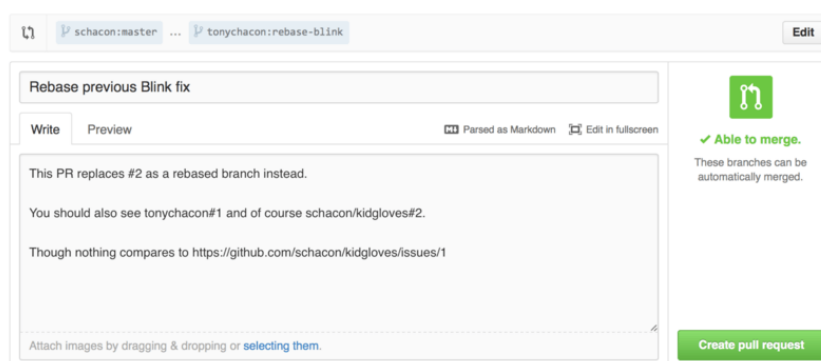 schacon:master ... tonychacon:rebase-blink Edit
Rebase previous Blink fix
Write Preview Parsed as Markdown Edit in fullscreen
This PR replaces #2 as a rebased branch instead.
You should also see tonychacon#1 and of course schacon/kidgloves#2.
Though nothing compares to https://github.com/schacon/kidgloves/issues/1
Attach images by dragging & dropping or selecting them.
✓ Able to merge.
These branches can be
automatically merged.
Create pull request